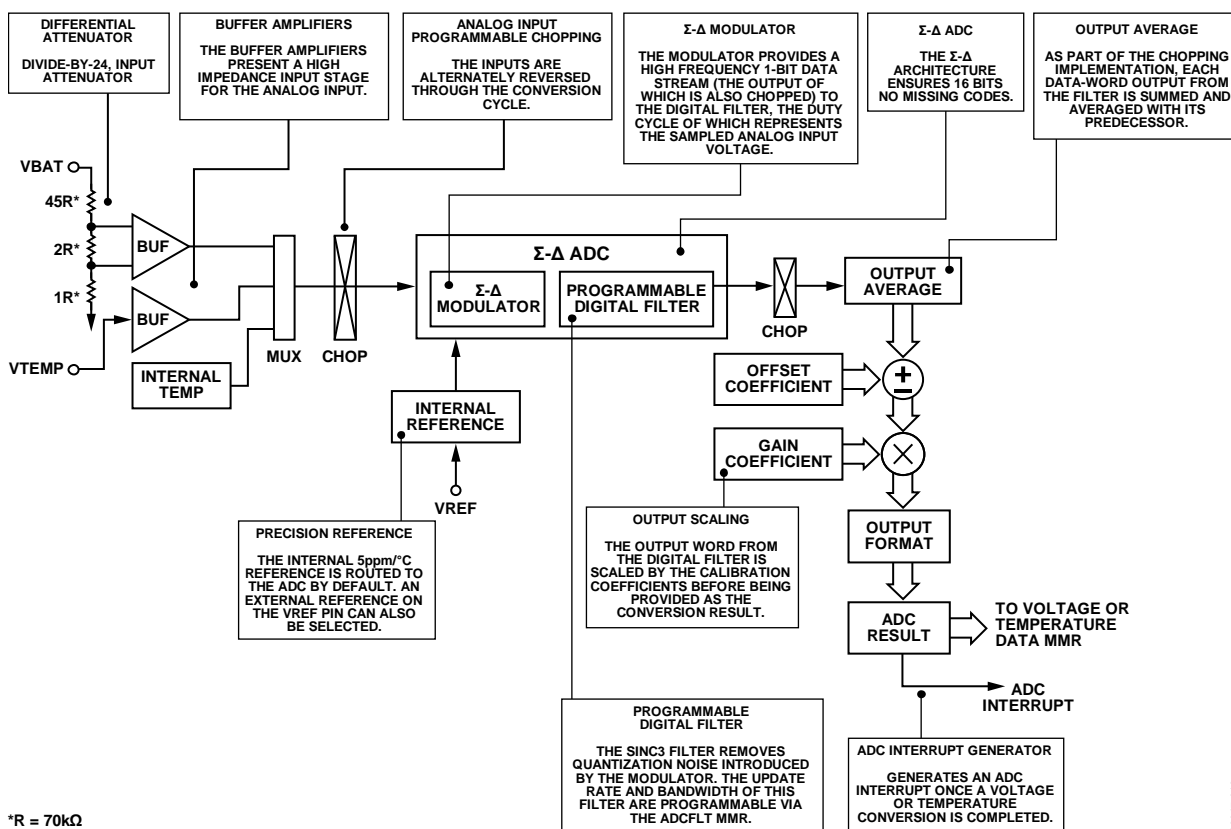 DIFFERENTIAL
ATTENUATOR
DIVIDE-BY-24, INPUT
ATTENUATOR
BUFFER AMPLIFIERS
THE BUFFER AMPLIFIERS
PRESENT A HIGH
IMPEDANCE INPUT STAGE
FOR THE ANALOG INPUT.
ANALOG INPUT
PROGRAMMABLE CHOPPING
THE INPUTS ARE
ALTERNATELY REVERSED
THROUGH THE CONVERSION
CYCLE.
Σ-Δ MODULATOR
THE MODULATOR PROVIDES A
HIGH FREQUENCY 1-BIT DATA
STREAM (THE OUTPUT OF
WHICH IS ALSO CHOPPED) TO
THE DIGITAL FILTER, THE DUTY
CYCLE OF WHICH REPRESENTS
THE SAMPLED ANALOG INPUT
VOLTAGE.
Σ-Δ ADC
THE Σ-Δ
ARCHITECTURE
ENSURES 16 BITS
NO MISSING CODES.
OUTPUT AVERAGE
AS PART OF THE CHOPPING
IMPLEMENTATION, EACH
DATA-WORD OUTPUT FROM
THE FILTER IS SUMMED AND
AVERAGED WITH ITS
PREDECESSOR.
VBAT
45R*
2R*
1R*
BUF
BUF
VTEMP
INTERNAL
TEMP
MUX
CHOP
Σ-Δ ADC
Σ-Δ
MODULATOR
PROGRAMMABLE
DIGITAL FILTER
CHOP
OUTPUT
AVERAGE
INTERNAL
REFERENCE
VREF
OFFSET
COEFFICIENT
+
−
GAIN
COEFFICIENT
×
OUTPUT
FORMAT
ADC
RESULT
TO VOLTAGE OR
TEMPERATURE
DATA MMR
ADC
INTERRUPT
PRECISION REFERENCE
THE INTERNAL 5ppm/°C
REFERENCE IS ROUTED TO
THE ADC BY DEFAULT. AN
EXTERNAL REFERENCE ON
THE VREF PIN CAN ALSO
BE SELECTED.
OUTPUT SCALING
THE OUTPUT WORD FROM
THE DIGITAL FILTER IS
SCALED BY THE CALIBRATION
COEFFICIENTS BEFORE BEING
PROVIDED AS THE
CONVERSION RESULT.
PROGRAMMABLE
DIGITAL FILTER
THE SINC3 FILTER REMOVES
QUANTIZATION NOISE INTRODUCED
BY THE MODULATOR. THE UPDATE
RATE AND BANDWIDTH OF THIS
FILTER ARE PROGRAMMABLE VIA
THE ADCFLT MMR.
ADC INTERRUPT GENERATOR
GENERATES AN ADC
INTERRUPT ONCE A VOLTAGE
OR TEMPERATURE
CONVERSION IS COMPLETED.
*R = 70kΩ